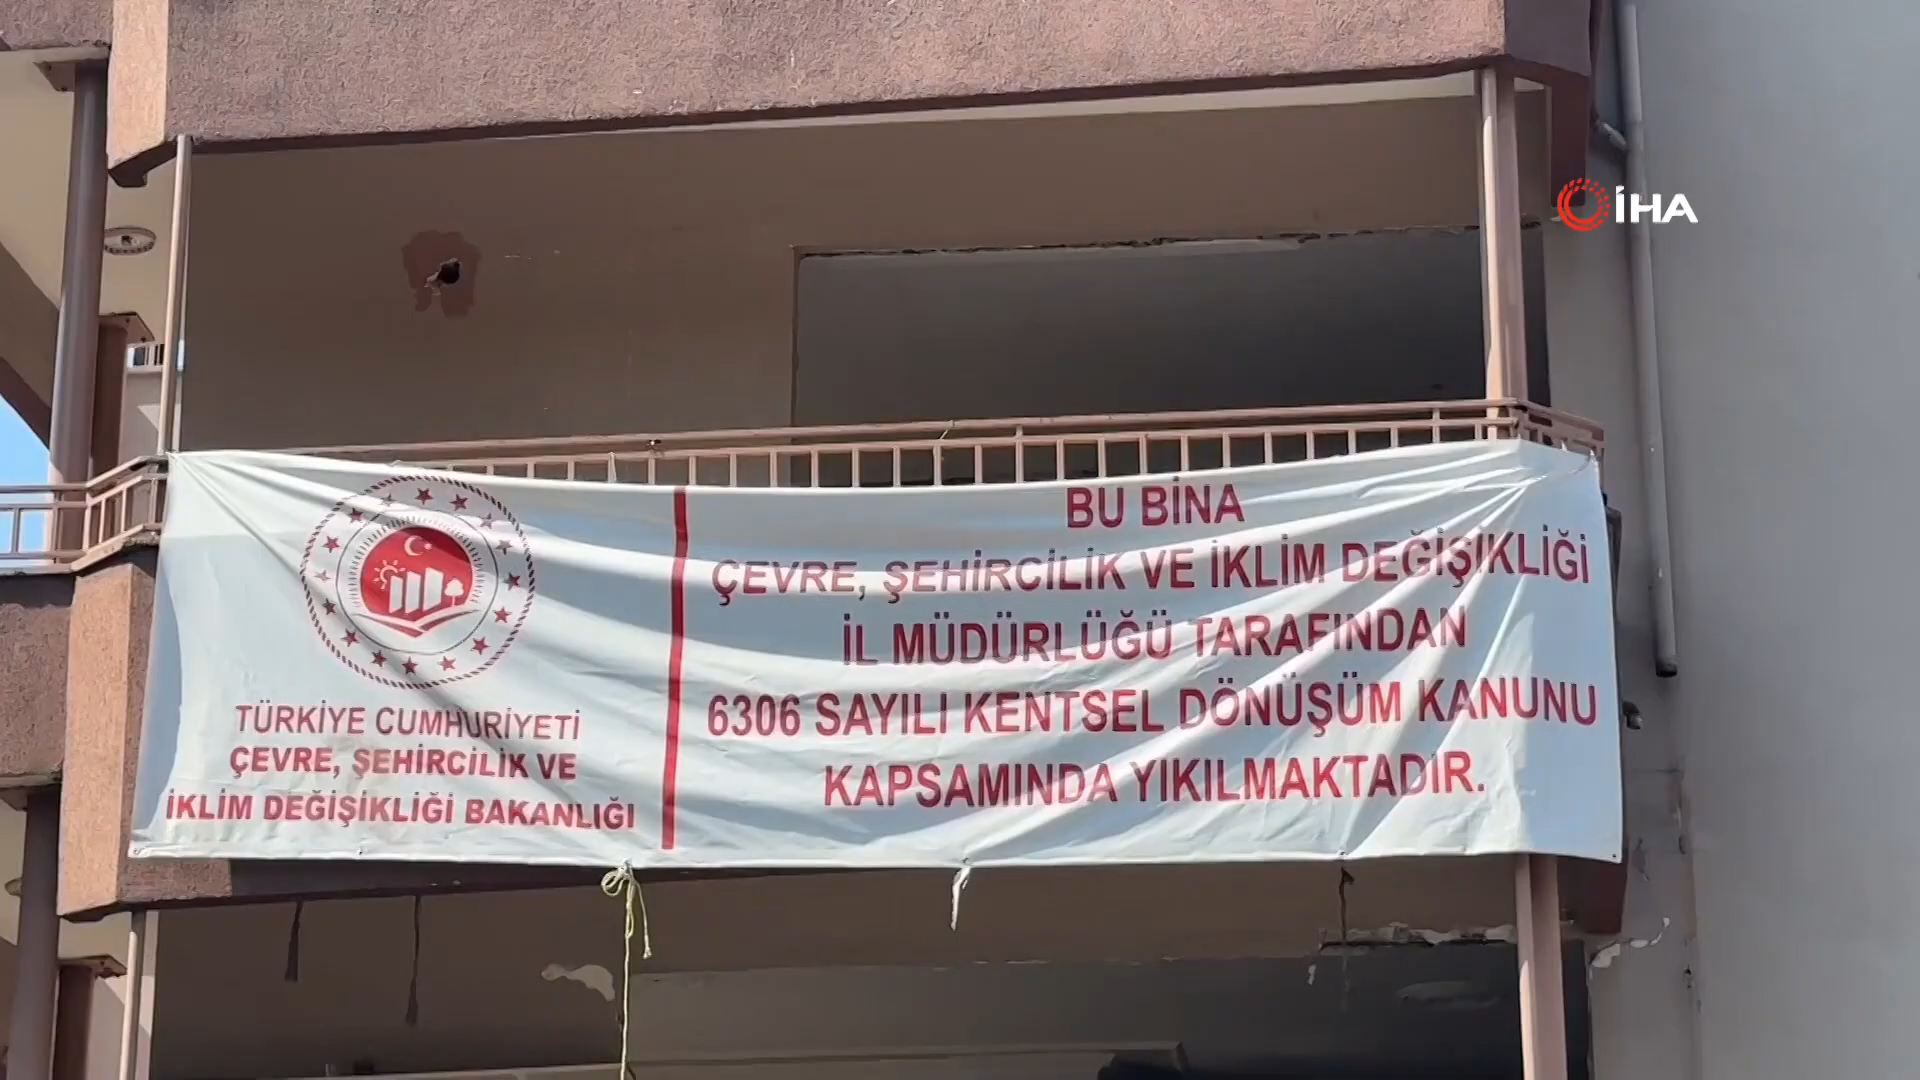 İHA
BU BİNA
ÇEVRE, ŞEHİRCİLİK VE İKLİM DEĞİŞİKLİĞİ
İL MÜDÜRLÜĞÜ TARAFINDAN
6306 SAYILI KENTSEL DÖNÜŞÜM KANUNU
KAPSAMINDA YIKILMAKTADIR.
TÜRKİYE CUMHURİYETİ
ÇEVRE, ŞEHİRCİLİK VE
İKLİM DEĞİŞİKLİĞİ BAKANLIĞI